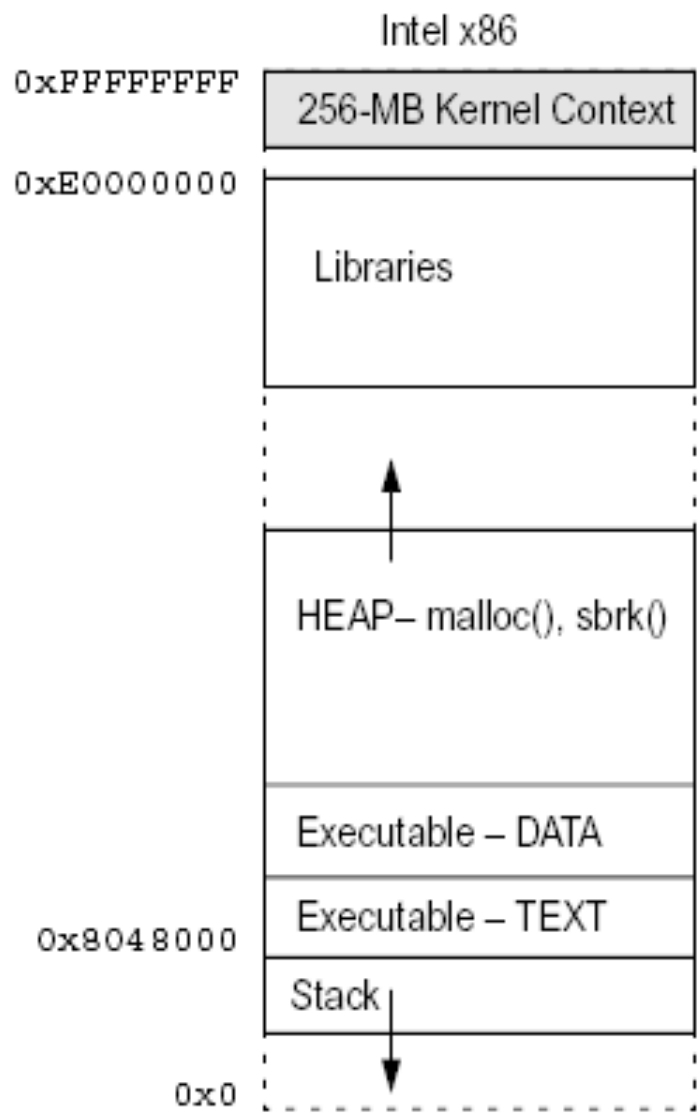 Intel x86
0xFFFFFFFF
256-MB Kernel Context
0xE0000000
Libraries
HEAP– malloc(), sbrk()
Executable – DATA
Executable – TEXT
0x8048000
Stack
0x0